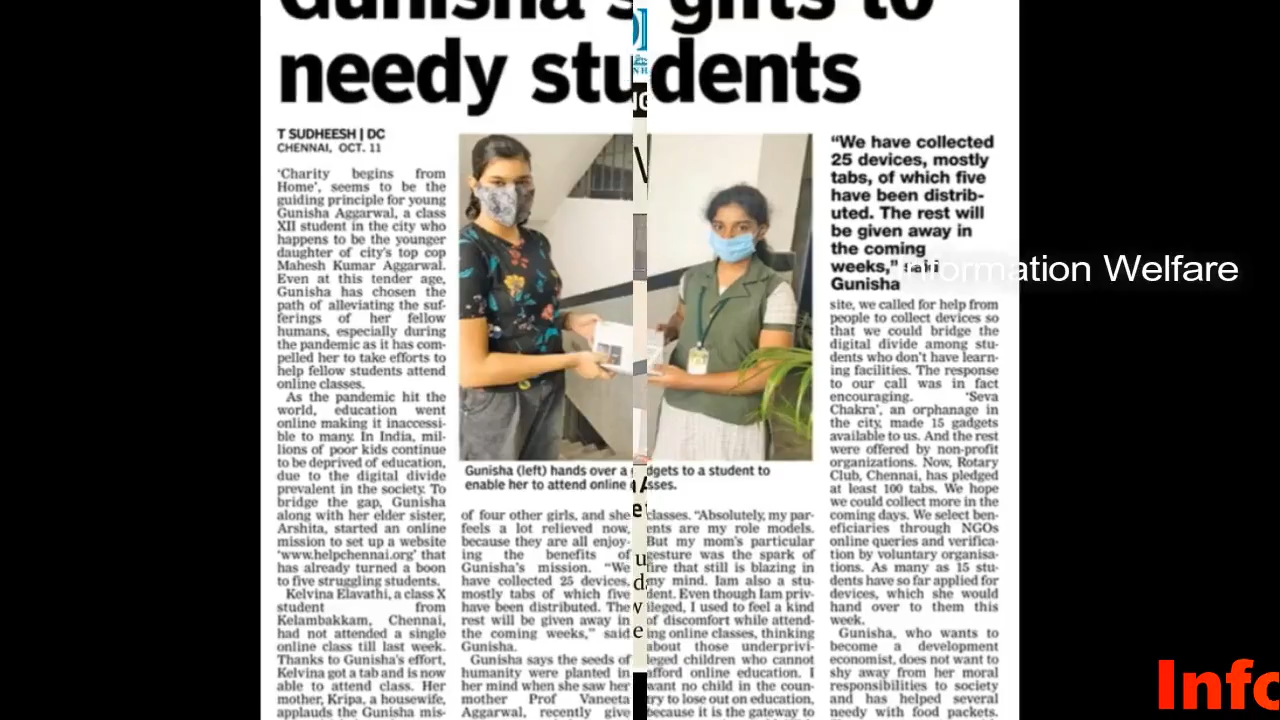 Gunisha's gifts to
needy students
T SUDHEESH | DC
CHENNAI, OCT. 11
'Charity begins from
Home', seems to be the
guiding principle for young
Gunisha Aggarwal, a class
XII student in the city who
happens to be the younger
daughter of city's top cop
Mahesh Kumar Aggarwal.
Even at this tender age,
Gunisha has chosen the
path of alleviating the suf-
ferings of her fellow
humans, especially during
the pandemic as it has com-
pelled her to take efforts to
help fellow students attend
online classes.
As the pandemic hit the
world, education went
online making it inaccessi-
ble to many. In India, mil-
lions of poor kids continue
to be deprived of education,
due to the digital divide
prevalent in the society. To
bridge the gap, Gunisha
along with her elder sister,
Arshita, started an online
mission to set up a website
'www.helpchennai.org' that
has already turned a boon
to five struggling students.
Kelvina Elavathi, a class X
student from
Kelambakkam, Chennai,
had not attended a single
online class till last week.
Thanks to Gunisha's effort,
Kelvina got a tab and is now
able to attend class. Her
mother, Kripa, a housewife,
applauds the Gunisha mis-
Gunisha (left) hands over a gadgets to a student to
enable her to attend online classes.
of four other girls, and she
feels a lot relieved now,
because they are all enjoy-
ing the benefits of
Gunisha's mission. "We
have collected 25 devices,
mostly tabs of which five
have been distributed. The
rest will be given away in
the coming weeks," said
Gunisha.
Gunisha says the seeds of
humanity were planted in
her mind when she saw her
mother Prof Vaneeta
Aggarwal, recently give
classes. "Absolutely, my par-
ents are my role models.
But my mom's particular
gesture was the spark of
fire that still is blazing in
my mind. Iam also a stu-
dent. Even though Iam priv-
ileged, I used to feel a kind
of discomfort while attend-
ing online classes, thinking
about those underprivi-
leged children who cannot
afford online education. I
want no child in the coun-
try to lose out on education,
because it is the gateway to
"We have collected
25 devices, mostly
tabs, of which five
have been distrib-
uted. The rest will
be given away in
the coming
weeks," said
Gunisha
site, we called for help from
people to collect devices so
that we could bridge the
digital divide among stu-
dents who don't have learn-
ing facilities. The response
to our call was in fact
encouraging. 'Seva
Chakra', an orphanage in
the city, made 15 gadgets
available to us. And the rest
were offered by non-profit
organizations. Now, Rotary
Club, Chennai, has pledged
at least 100 tabs. We hope
we could collect more in the
coming days. We select ben-
eficiaries through NGOs
online queries and verifica-
tion by voluntary organisa-
tions. As many as 15 stu-
dents have so far applied for
devices, which she would
hand over to them this
week.
Gunisha, who wants to
become a development
economist, does not want to
shy away from her moral
responsibilities to society
and has helped several
needy with food packets.
Information Welfare
Info